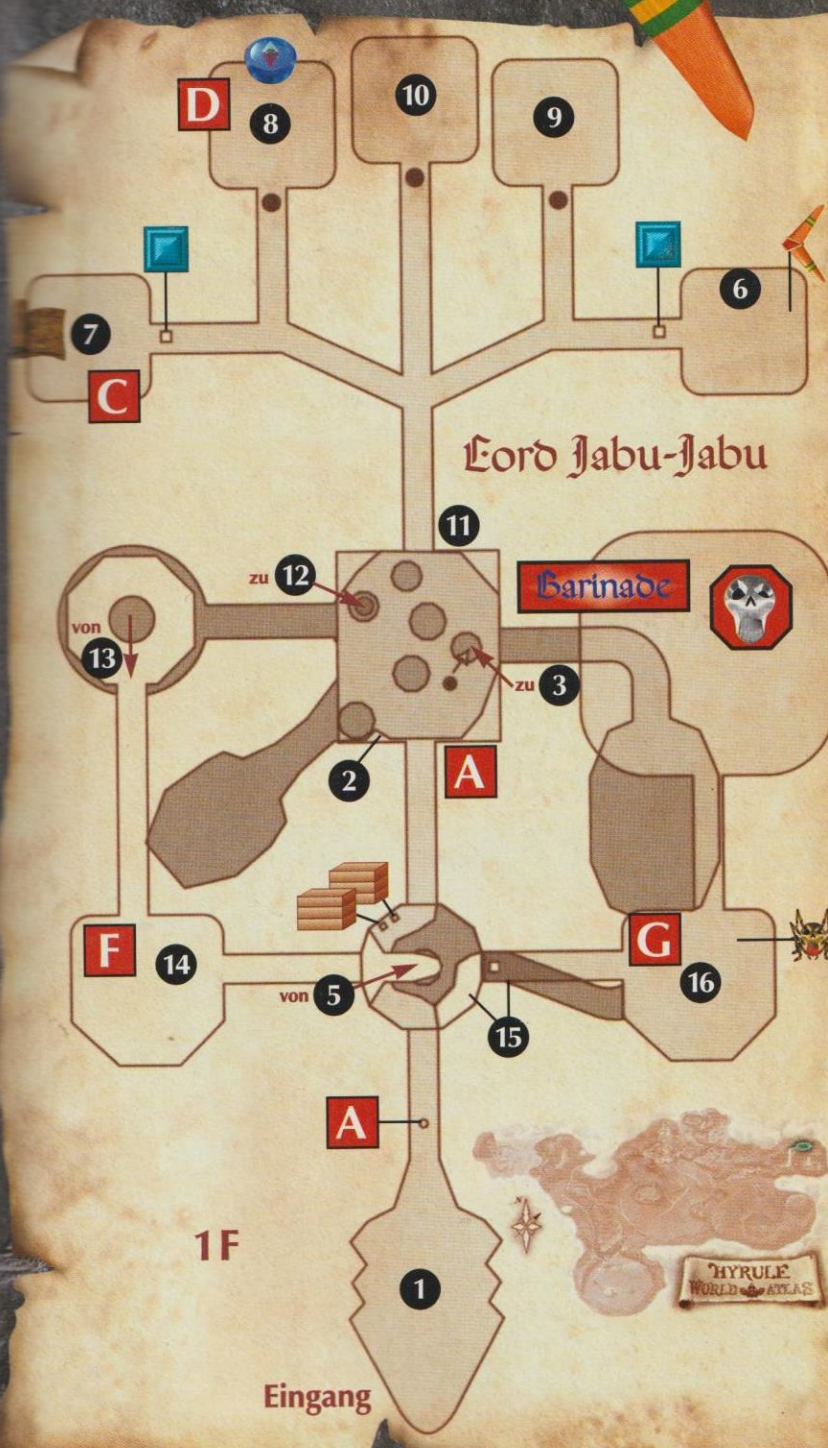 D
8
10
9
6
7
C
Lord Jabu-Jabu
11
zu 12
Barinade
von
13
zu 3
2
A
F
14
von 5
G
16
15
A
1F
1
HYRULE
WORLD ATLAS
Eingang